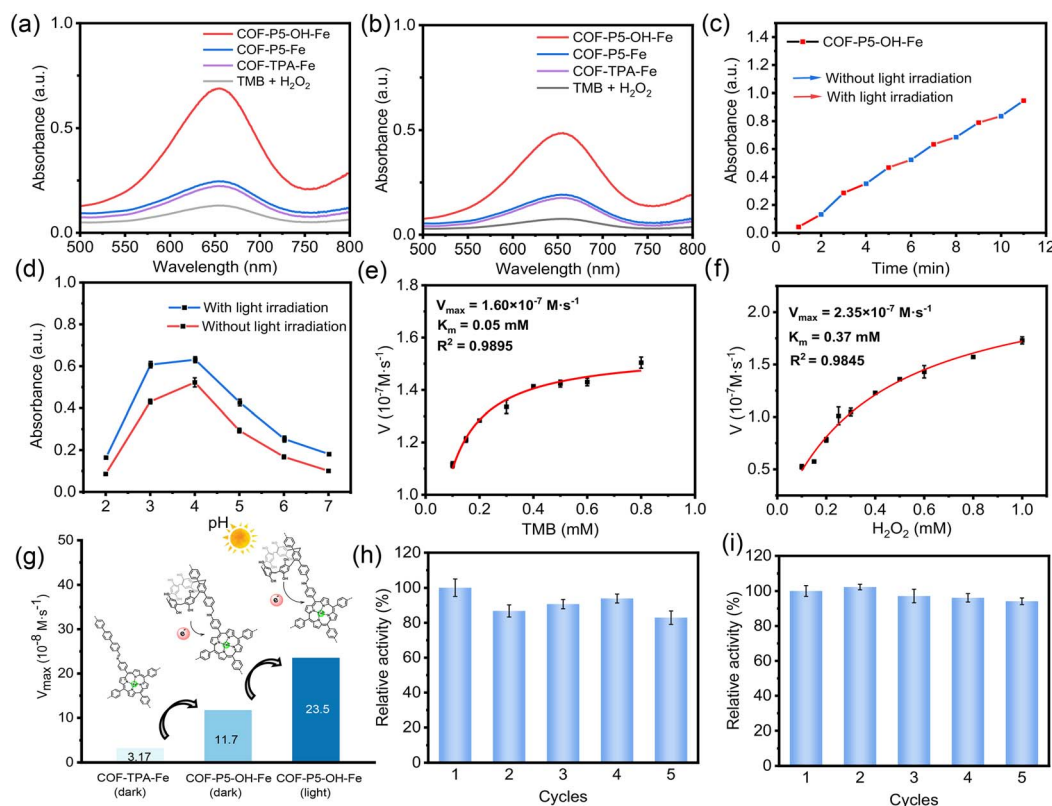 (a)
COF-P5-OH-Fe
COF-P5-Fe
COF-TPA-Fe
TMB + H₂O₂
Absorbance (a.u.)
0.5
0.0
500 550 600 650 700 750 800
Wavelength (nm)
(b)
COF-P5-OH-Fe
COF-P5-Fe
COF-TPA-Fe
TMB + H₂O₂
Absorbance (a.u.)
1.0
0.5
0.0
500 550 600 650 700 750 800
Wavelength (nm)
(c)
COF-P5-OH-Fe
Without light irradiation
With light irradiation
Absorbance (a.u.)
1.4
1.2
1.0
0.8
0.6
0.4
0.2
0.0
0 2 4 6 8 10 12
Time (min)
(d)
With light irradiation
Without light irradiation
Absorbance (a.u.)
1.0
0.8
0.6
0.4
0.2
0.0
2 3 4 5 6 7
pH
(e)
Vmax = 1.60×10⁻⁷ M·s⁻¹
Km = 0.05 mM
R² = 0.9895
V (10⁻⁷M·s⁻¹)
1.8
1.6
1.4
1.2
1.0
0.0 0.2 0.4 0.6 0.8 1.0
TMB (mM)
(f)
Vmax = 2.35×10⁻⁷ M·s⁻¹
Km = 0.37 mM
R² = 0.9845
V (10⁻⁷M·s⁻¹)
2.0
1.5
1.0
0.5
0.0 0.2 0.4 0.6 0.8 1.0
H₂O₂ (mM)
(g)
Vmax (10⁻⁸ M·s⁻¹)
50
40
30
20
10
0
3.17
11.7
23.5
COF-TPA-Fe COF-P5-OH-Fe COF-P5-OH-Fe
(dark) (dark) (light)
(h)
Relative activity (%)
120
100
80
60
40
20
0
1 2 3 4 5
Cycles
(i)
Relative activity (%)
120
100
80
60
40
20
0
1 2 3 4 5
Cycles